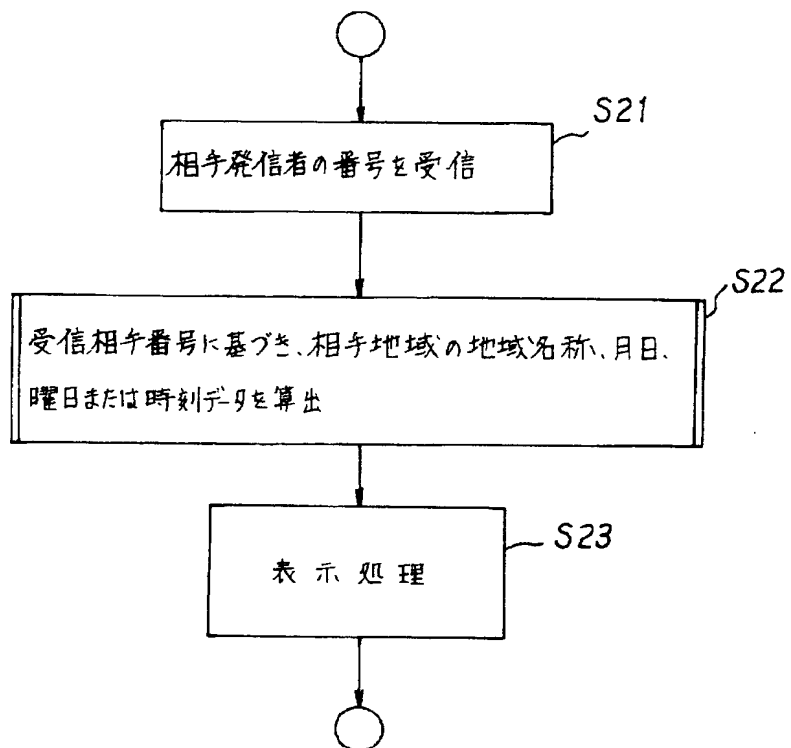 S21
相手発信者の番号を受信
S22
受信相手番号に基づき、相手地域の地域名称、月日、
曜日または時刻データを算出
S23
表示処理